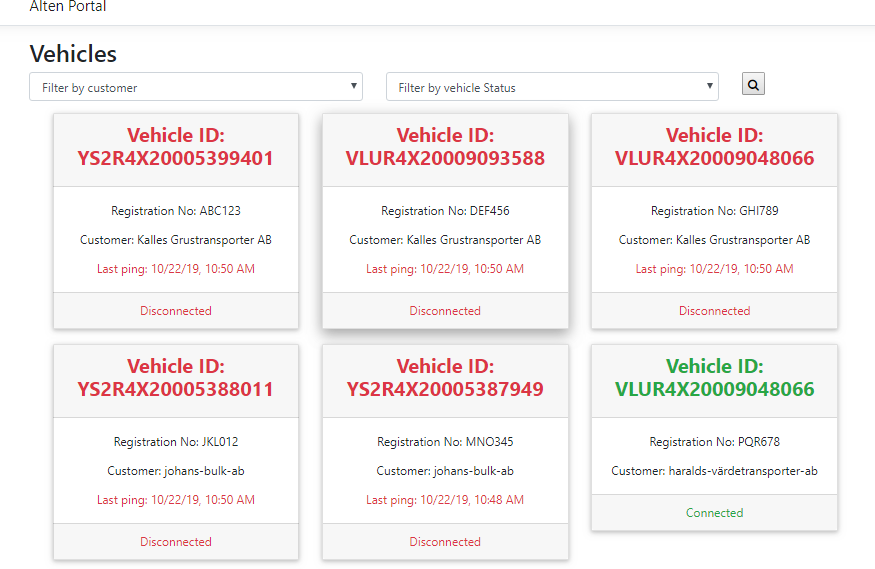 Alten Portal
Vehicles
Filter by customer
Filter by vehicle Status
Vehicle ID:
YS2R4X20005399401
Registration No: ABC123
Customer: Kalles Grustransporter AB
Last ping: 10/22/19, 10:50 AM
Disconnected
Vehicle ID:
VLUR4X20009093588
Registration No: DEF456
Customer: Kalles Grustransporter AB
Last ping: 10/22/19, 10:50 AM
Disconnected
Vehicle ID:
VLUR4X20009048066
Registration No: GHI789
Customer: Kalles Grustransporter AB
Last ping: 10/22/19, 10:50 AM
Disconnected
Vehicle ID:
YS2R4X20005388011
Registration No: JKL012
Customer: johans-bulk-ab
Last ping: 10/22/19, 10:50 AM
Disconnected
Vehicle ID:
YS2R4X20005387949
Registration No: MNO345
Customer: johans-bulk-ab
Last ping: 10/22/19, 10:48 AM
Disconnected
Vehicle ID:
VLUR4X20009048066
Registration No: PQR678
Customer: haralds-värdetransporter-ab
Connected